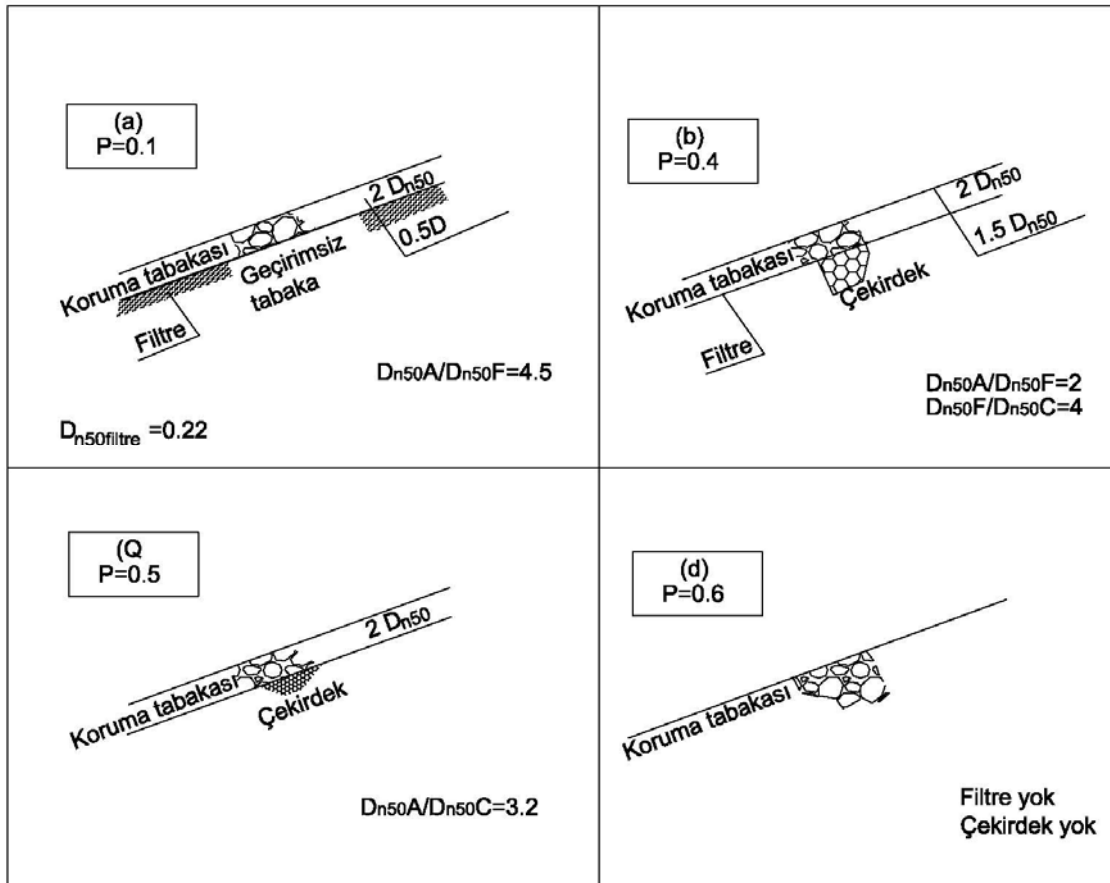 (a)
P=0.1
2 Dn50
0.5D
Koruma tabakası
Geçirimsiz
tabaka
Filtre
Dn50A/Dn50F=4.5
Dn50filtre =0.22
(b)
P=0.4
2 Dn50
1.5 Dn50
Koruma tabakası
Çekirdek
Filtre
Dn50A/Dn50F=2
Dn50F/Dn50C=4
(Q
P=0.5
2 Dn50
Koruma tabakası
Çekirdek
Dn50A/Dn50C=3.2
(d)
P=0.6
Koruma tabakası
Filtre yok
Çekirdek yok